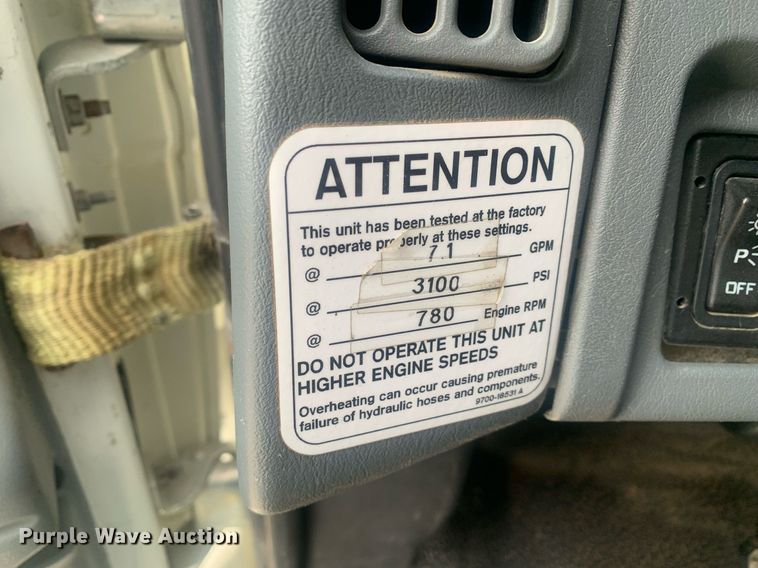 ATTENTION
This unit has been tested at the factory
to operate properly at these settings.
@ 7.1 GPM
@ 3100 PSI
@ 780 Engine RPM
DO NOT OPERATE THIS UNIT AT
HIGHER ENGINE SPEEDS
Overheating can occur causing premature
failure of hydraulic hoses and components.
9700-16531 A
P
OFF
Purple Wave Auction